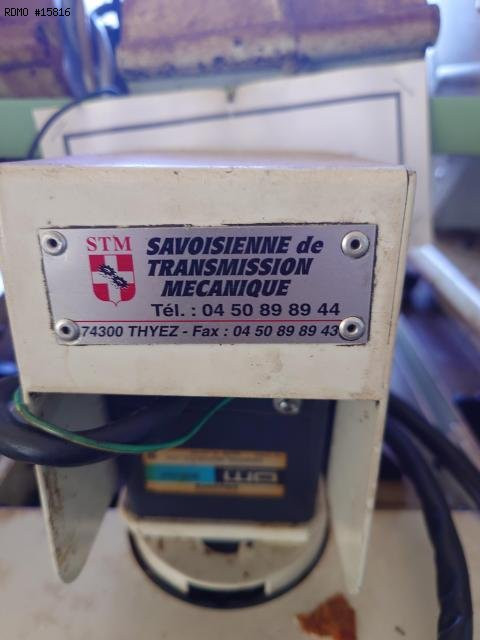 RDMO #15816
STM
SAVOISIENNE de
TRANSMISSION
MECANIQUE
Tél. : 04 50 89 89 44
74300 THYEZ - Fax : 04 50 89 89 43